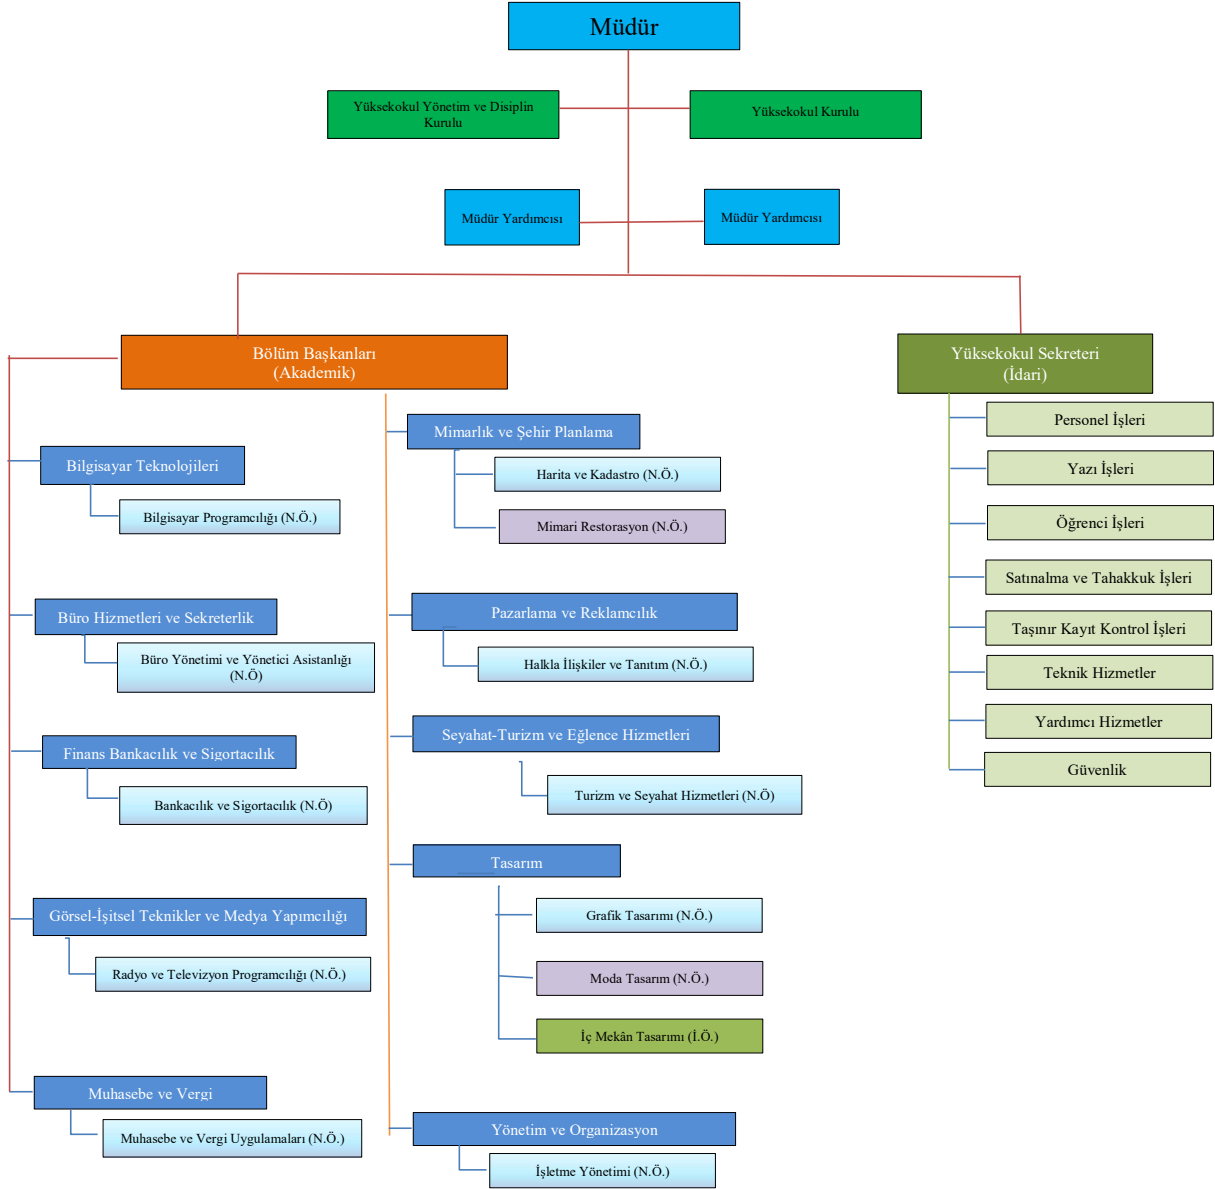 Müdür
Yüksekokul Yönetim ve Disiplin
Kurulu
Yüksekokul Kurulu
Müdür Yardımcısı
Müdür Yardımcısı
Bölüm Başkanları
(Akademik)
Yüksekokul Sekreteri
(İdari)
Bilgisayar Teknolojileri
Bilgisayar Programcılığı (N.Ö.)
Büro Hizmetleri ve Sekreterlik
Büro Yönetimi ve Yönetici Asistanlığı
(N.Ö)
Finans Bankacılık ve Sigortacılık
Bankacılık ve Sigortacılık (N.Ö)
Görsel-İşitsel Teknikler ve Medya Yapımcılığı
Radyo ve Televizyon Programcılığı (N.Ö.)
Muhasebe ve Vergi
Muhasebe ve Vergi Uygulamaları (N.Ö.)
Mimarlık ve Şehir Planlama
Harita ve Kadastro (N.Ö.)
Mimari Restorasyon (N.Ö.)
Pazarlama ve Reklamcılık
Halkla İlişkiler ve Tanıtım (N.Ö.)
Seyahat-Turizm ve Eğlence Hizmetleri
Turizm ve Seyahat Hizmetleri (N.Ö)
Tasarım
Grafik Tasarımı (N.Ö.)
Moda Tasarım (N.Ö.)
İç Mekân Tasarımı (İ.Ö.)
Yönetim ve Organizasyon
İşletme Yönetimi (N.Ö.)
Personel İşleri
Yazı İşleri
Öğrenci İşleri
Satınalma ve Tahakkuk İşleri
Taşınır Kayıt Kontrol İşleri
Teknik Hizmetler
Yardımcı Hizmetler
Güvenlik